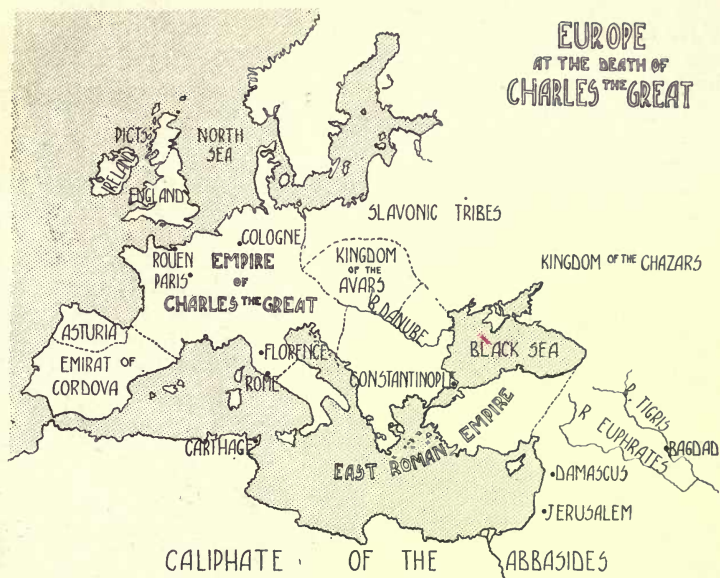 EUROPE
AT THE DEATH OF
CHARLES THE GREAT
PICTS
NORTH
SEA
IRELAND
ENGLAND
SLAVONIC TRIBES
COLOGNE
ROUEN
PARIS
EMPIRE
OF
CHARLES THE GREAT
KINGDOM
OF THE
AVARS
KINGDOM OF THE CHAZARS
R. DANUBE
ASTURIA
EMIRAT OF
CORDOVA
FLORENCE
ROME
BLACK SEA
CONSTANTINOPLE
R. TIGRIS
R EUPHRATES
BAGDAD
CARTHAGE
EAST ROMAN EMPIRE
DAMASCUS
JERUSALEM
CALIPHATE OF THE ABBASIDES